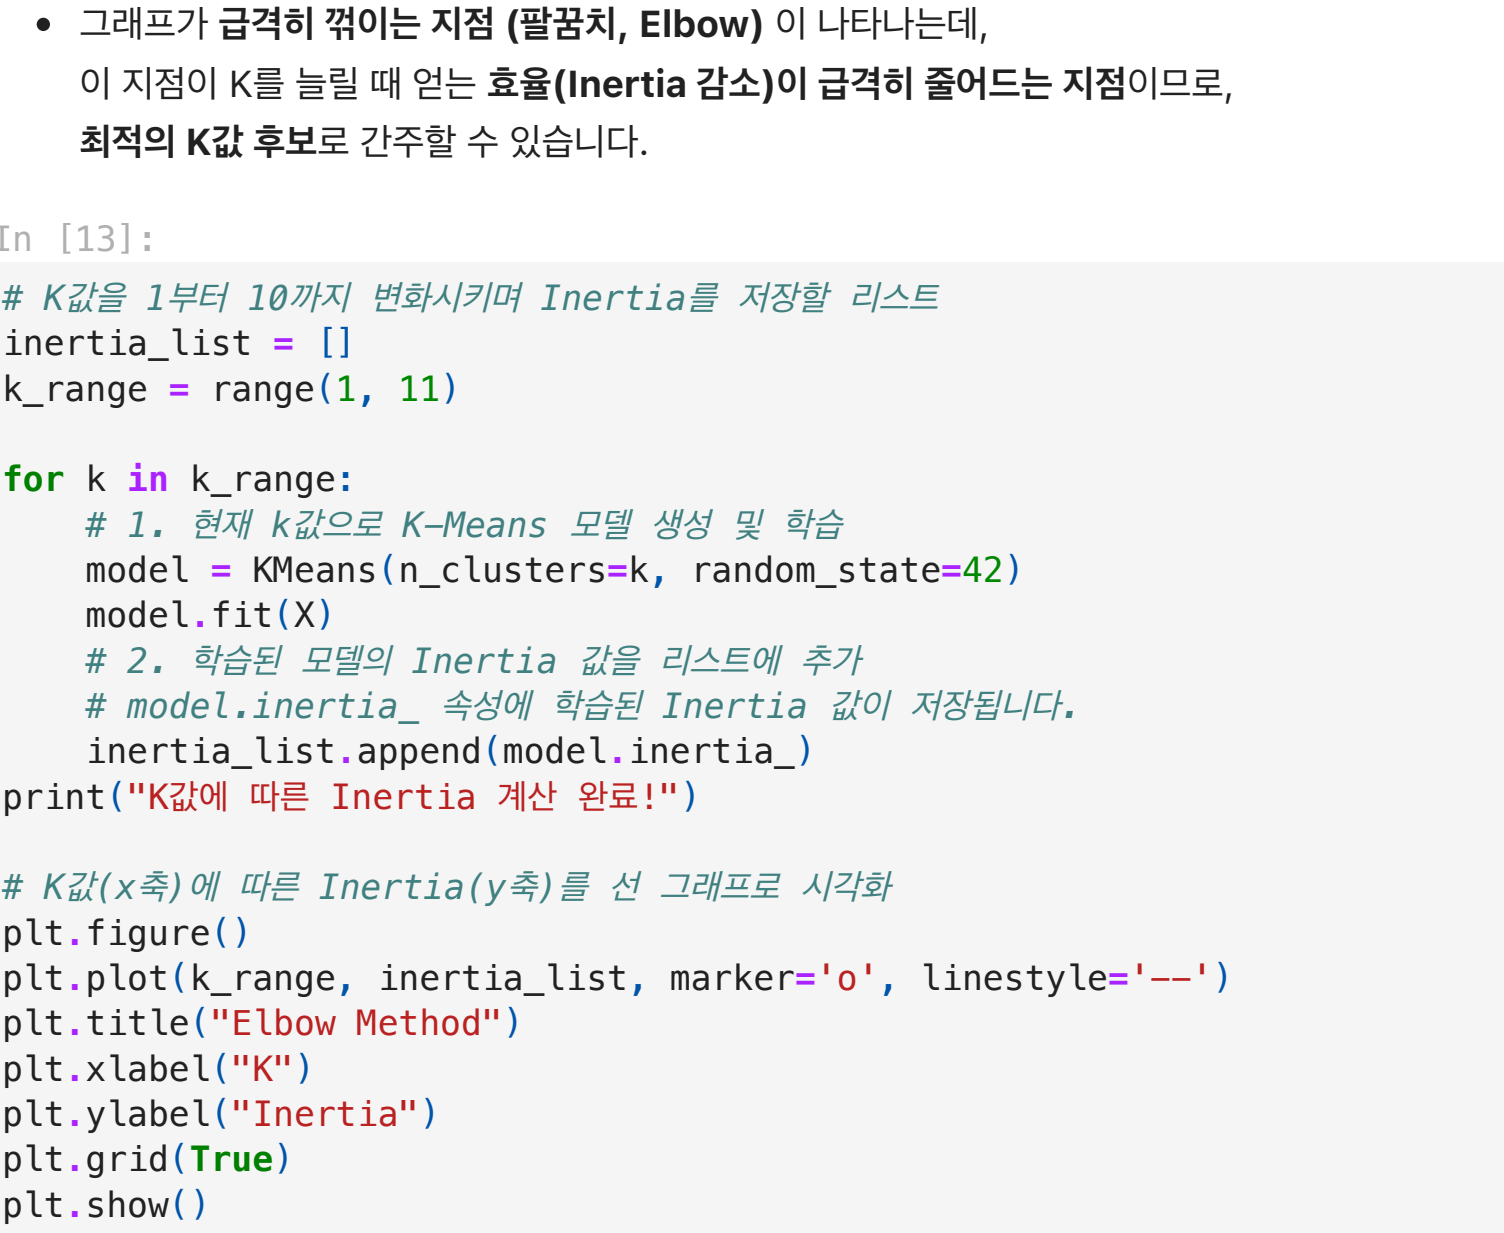 • 그래프가 급격히 꺾이는 지점 (팔꿈치, Elbow) 이 나타나는데,
이 지점이 K를 늘릴 때 얻는 효율(Inertia 감소)이 급격히 줄어드는 지점이므로,
최적의 K값 후보로 간주할 수 있습니다.
In [13]:
# K값을 1부터 10까지 변화시키며 Inertia를 저장할 리스트
inertia_list = []
k_range = range(1, 11)
for k in k_range:
    # 1. 현재 k값으로 K-Means 모델 생성 및 학습
    model = KMeans(n_clusters=k, random_state=42)
    model.fit(X)
    # 2. 학습된 모델의 Inertia 값을 리스트에 추가
    # model.inertia_ 속성에 학습된 Inertia 값이 저장됩니다.
    inertia_list.append(model.inertia_)
print("K값에 따른 Inertia 계산 완료!")
# K값(x축)에 따른 Inertia(y축)를 선 그래프로 시각화
plt.figure()
plt.plot(k_range, inertia_list, marker='o', linestyle='--')
plt.title("Elbow Method")
plt.xlabel("K")
plt.ylabel("Inertia")
plt.grid(True)
plt.show()